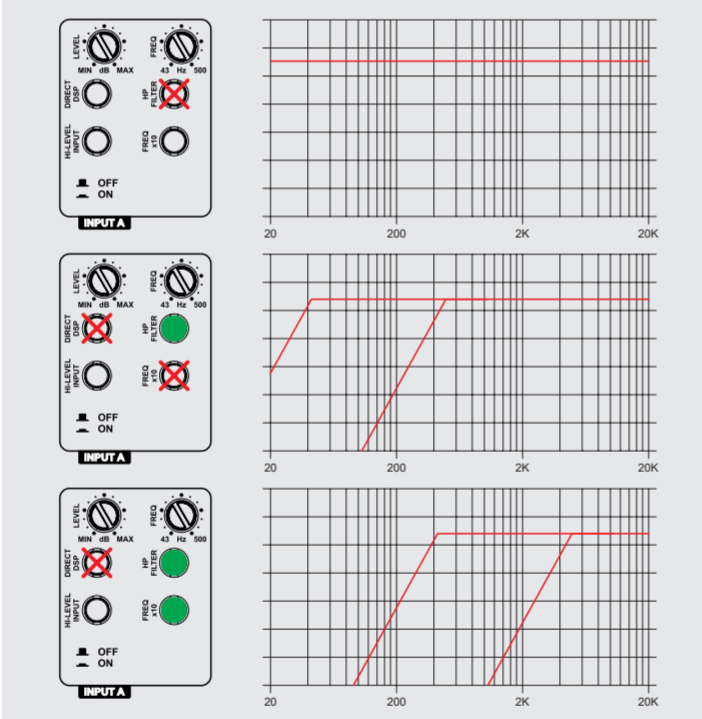 LEVEL
FREQ
MIN dB MAX
43 Hz 500
DIRECT
DSP
HP
FILTER
HI-LEVEL
INPUT
FREQ
x10
OFF
ON
INPUT A
20 200 2K 20K
LEVEL
FREQ
MIN dB MAX
43 Hz 500
DIRECT
DSP
HP
FILTER
HI-LEVEL
INPUT
FREQ
x10
OFF
ON
INPUT A
20 200 2K 20K
LEVEL
FREQ
MIN dB MAX
43 Hz 500
DIRECT
DSP
HP
FILTER
HI-LEVEL
INPUT
FREQ
x10
OFF
ON
INPUT A
20 200 2K 20K